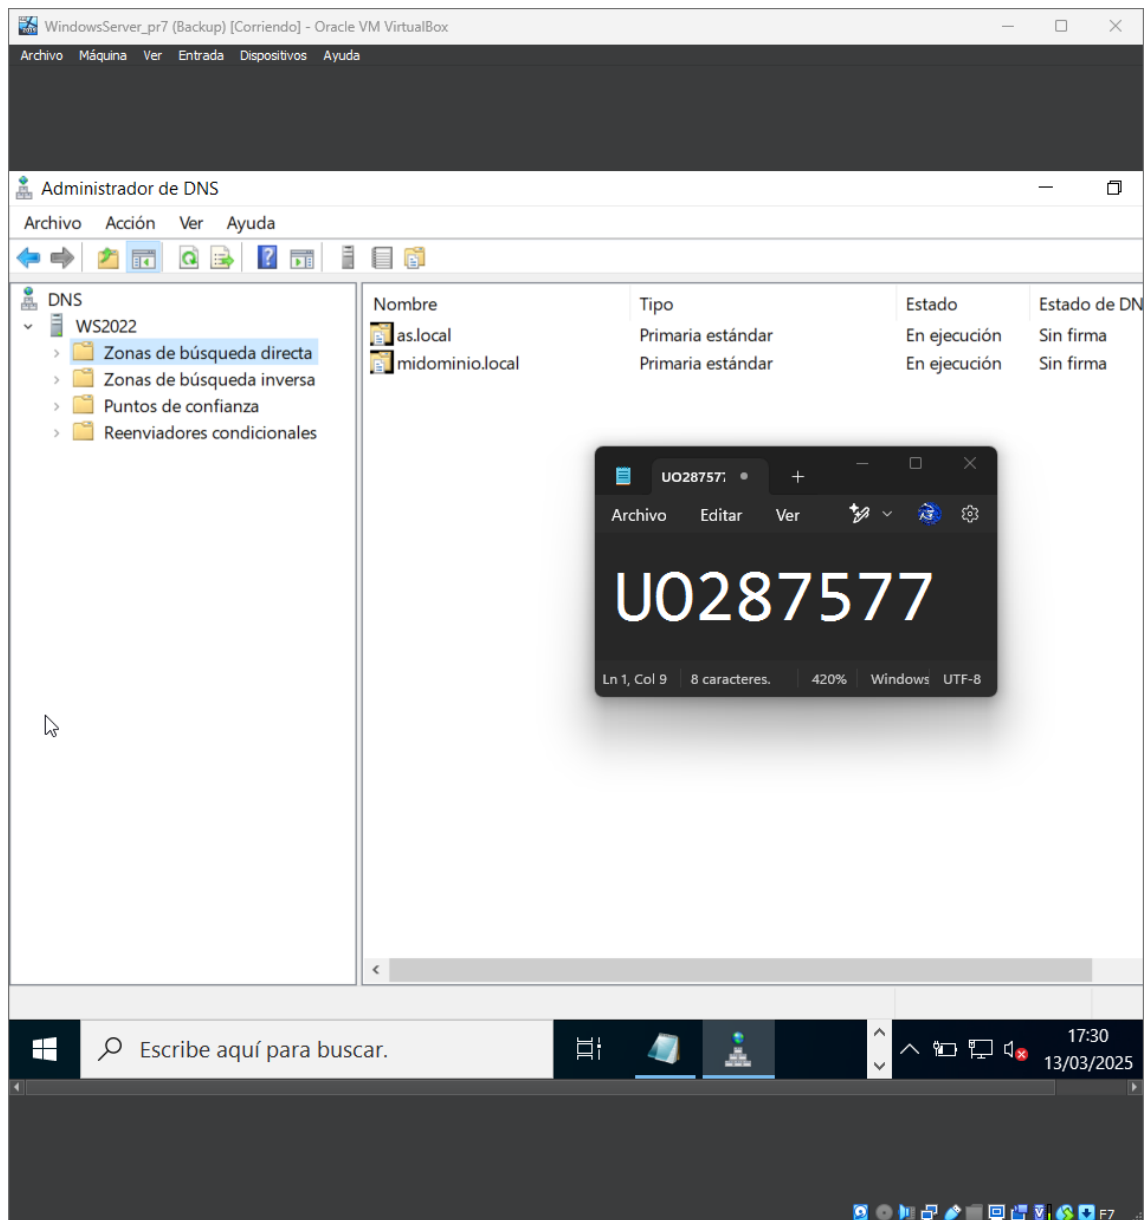 WindowsServer_pr7 (Backup) [Corriendo] - Oracle VM VirtualBox
Archivo Máquina Ver Entrada Dispositivos Ayuda
Administrador de DNS
Archivo Acción Ver Ayuda
DNS
WS2022
Zonas de búsqueda directa
Zonas de búsqueda inversa
Puntos de confianza
Reenviadores condicionales
Nombre Tipo Estado Estado de DN
as.local Primaria estándar En ejecución Sin firma
midominio.local Primaria estándar En ejecución Sin firma
UO287577
Archivo Editar Ver
UO287577
Ln 1, Col 9 8 caracteres. 420% Windows UTF-8
Escribe aquí para buscar.
17:30
13/03/2025
F7